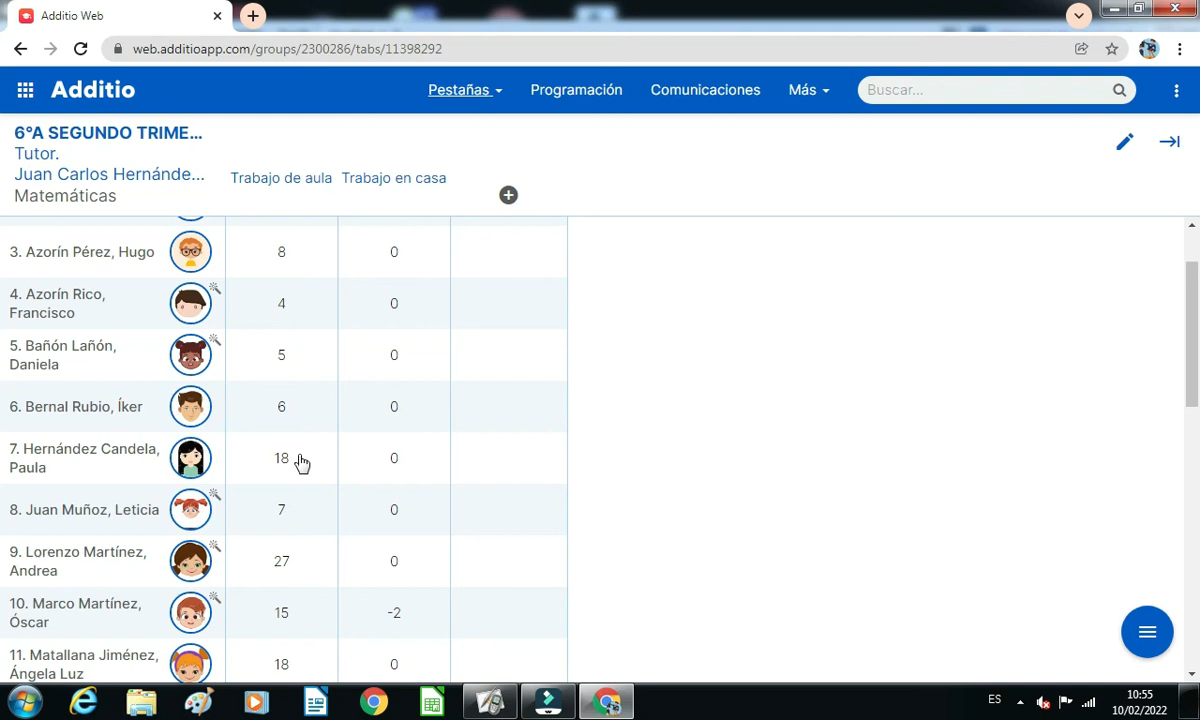 Additio Web
web.additioapp.com/groups/2300286/tabs/11398292
Additio
Pestañas
Programación
Comunicaciones
Más
Buscar...
6°A SEGUNDO TRIME...
Tutor.
Juan Carlos Hernánde...
Matemáticas
Trabajo de aula
Trabajo en casa
3. Azorín Pérez, Hugo
8
0
4. Azorín Rico,
Francisco
4
0
5. Bañón Lañón,
Daniela
5
0
6. Bernal Rubio, Íker
6
0
7. Hernández Candela,
Paula
18
0
8. Juan Muñoz, Leticia
7
0
9. Lorenzo Martínez,
Andrea
27
0
10. Marco Martínez,
Óscar
15
-2
11. Matallana Jiménez,
Ángela Luz
18
0
ES
10:55
10/02/2022